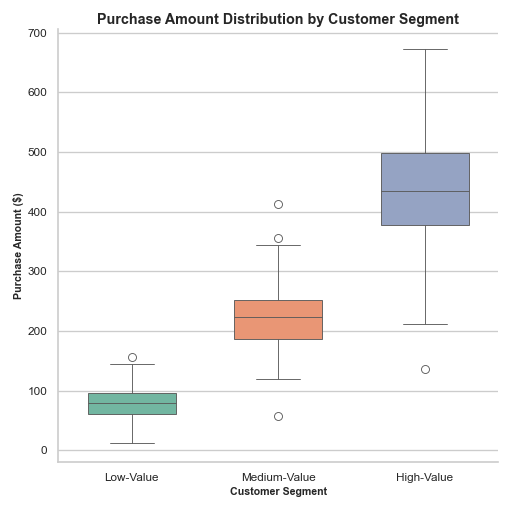 Purchase Amount Distribution by Customer Segment
700
600
500
400
300
200
100
0
Purchase Amount ($)
Low-Value
Medium-Value
High-Value
Customer Segment